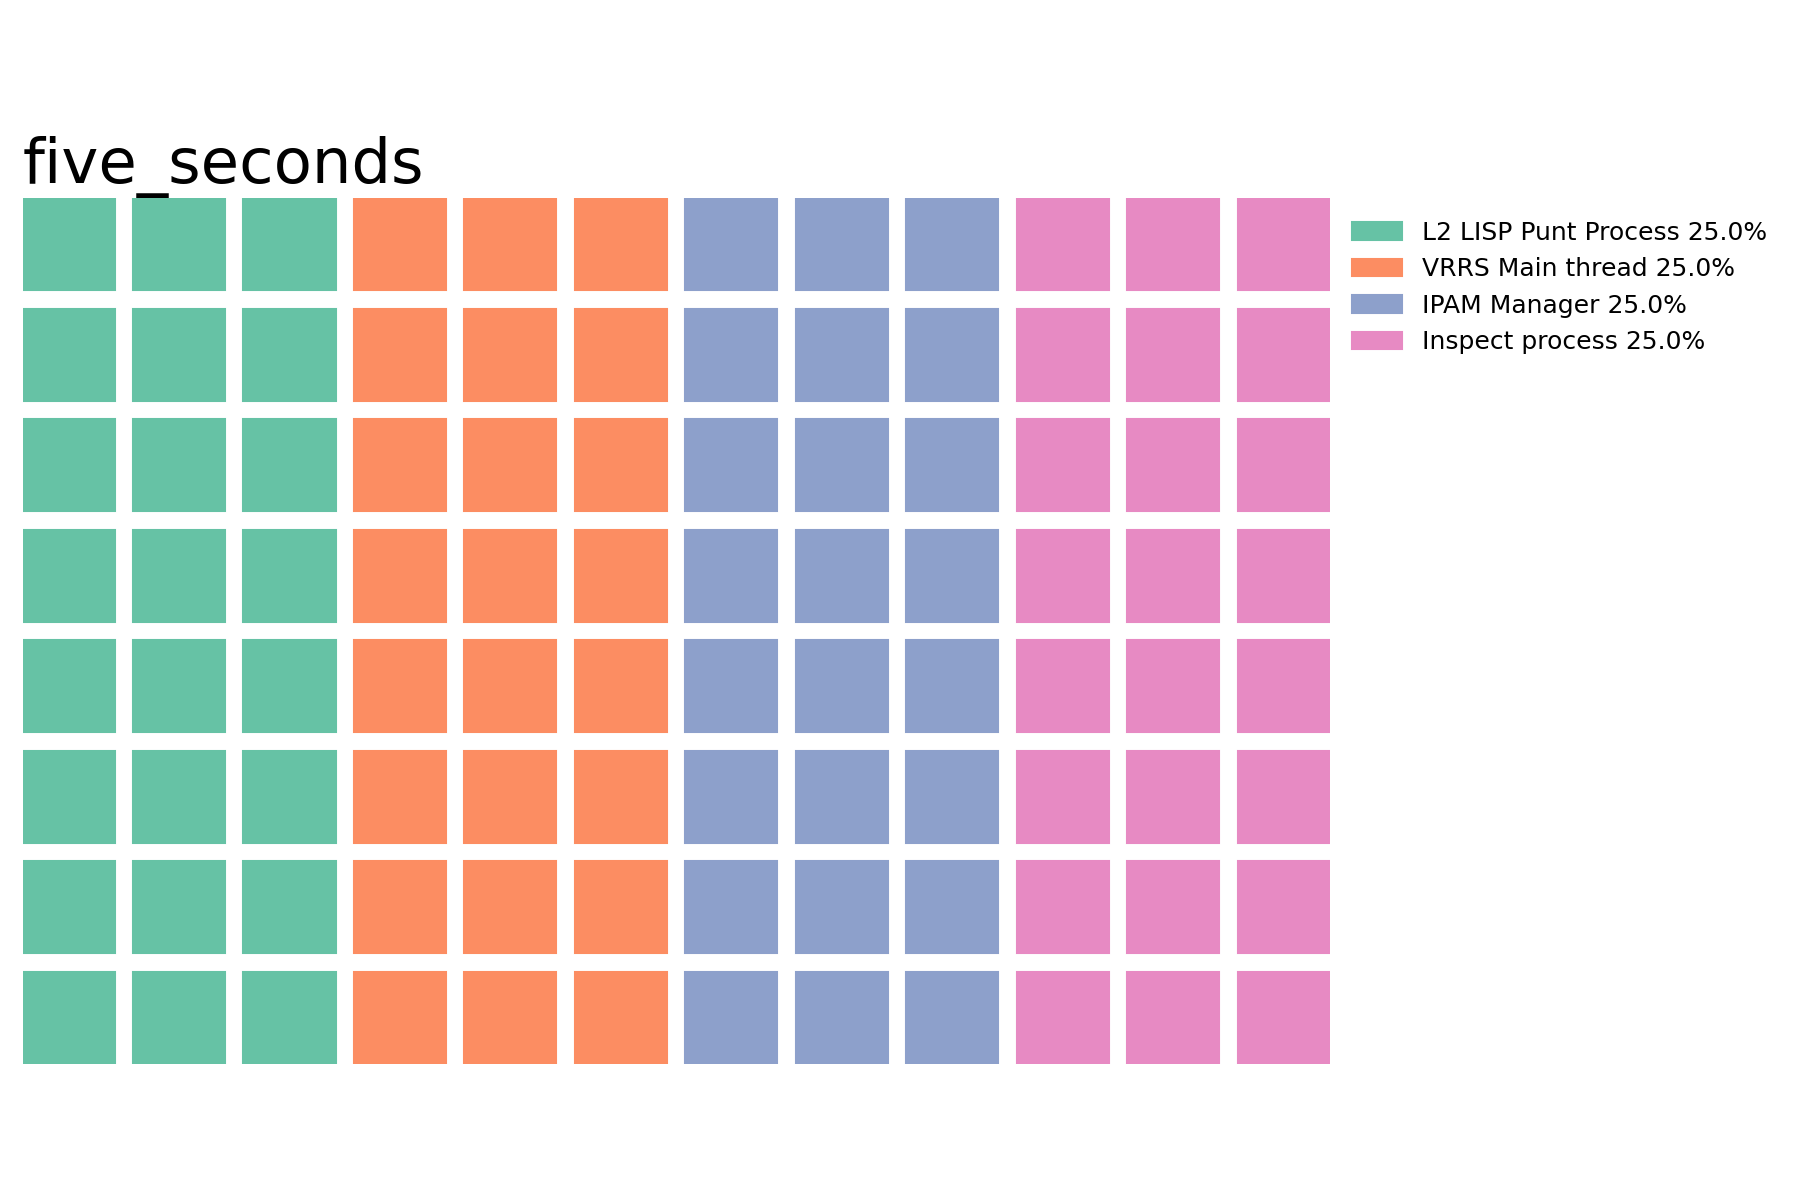 five_seconds
L2 LISP Punt Process 25.0%
VRRS Main thread 25.0%
IPAM Manager 25.0%
Inspect process 25.0%